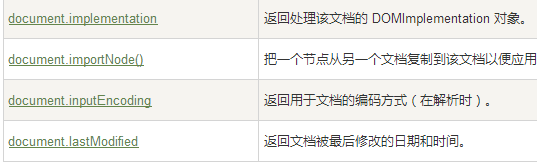 document.implementation 返回处理该文档的 DOMImplementation 对象。
document.importNode() 把一个节点从另一个文档复制到该文档以便应用
document.inputEncoding 返回用于文档的编码方式（在解析时）。
document.lastModified 返回文档被最后修改的日期和时间。